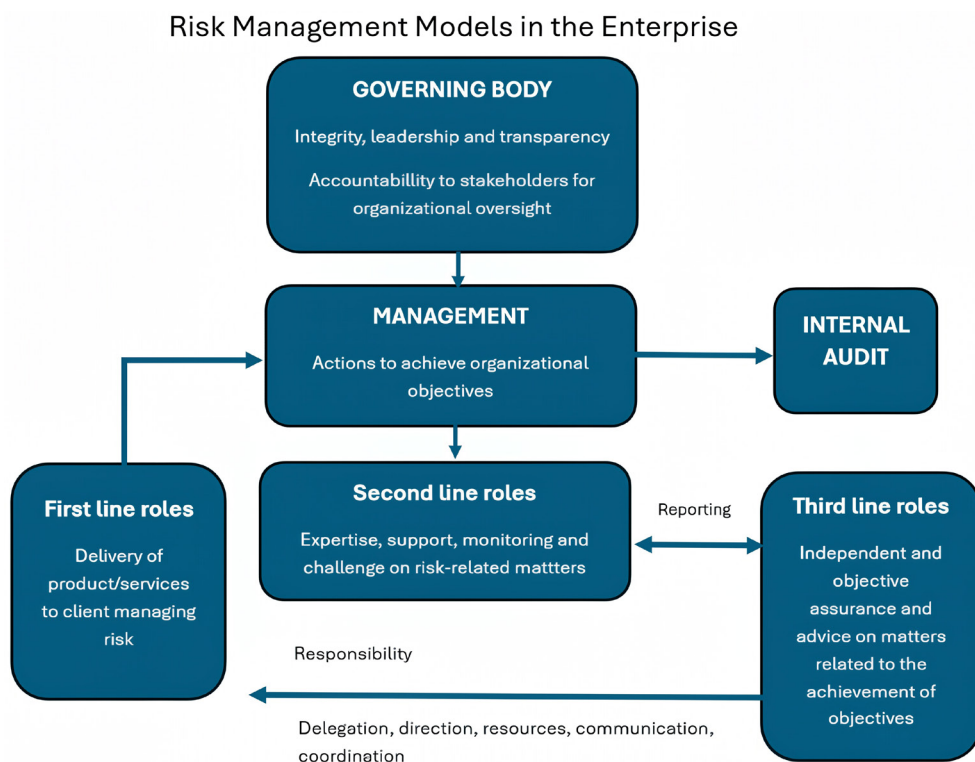 Risk Management Models in the Enterprise
GOVERNING BODY
Integrity, leadership and transparency
Accountabillity to stakeholders for
organizational oversight
MANAGEMENT
Actions to achieve organizational
objectives
INTERNAL
AUDIT
First line roles
Delivery of
product/services
to client managing
risk
Second line roles
Expertise, support, monitoring and
challenge on risk-related mattters
Reporting
Third line roles
Independent and
objective
assurance and
advice on matters
related to the
achievement of
objectives
Responsibility
Delegation, direction, resources, communication,
coordination